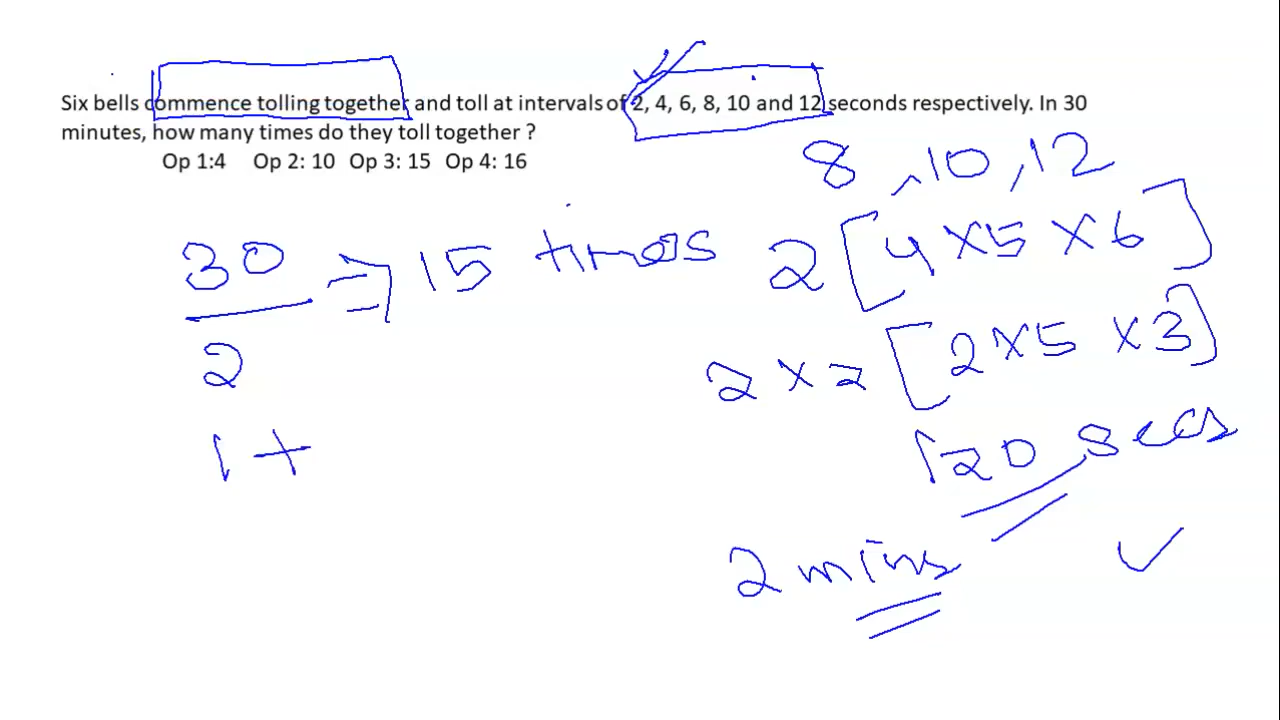 Six bells commence tolling together and toll at intervals of 2, 4, 6, 8, 10 and 12 seconds respectively. In 30
minutes, how many times do they toll together ?
Op 1:4 Op 2: 10 Op 3: 15 Op 4: 16
8 , 10 , 12
30
2
=> 15 times
2 [ 4 × 5 × 6 ]
2 × 2 [ 2 × 5 × 3 ]
1 +
120 secs
2 mins